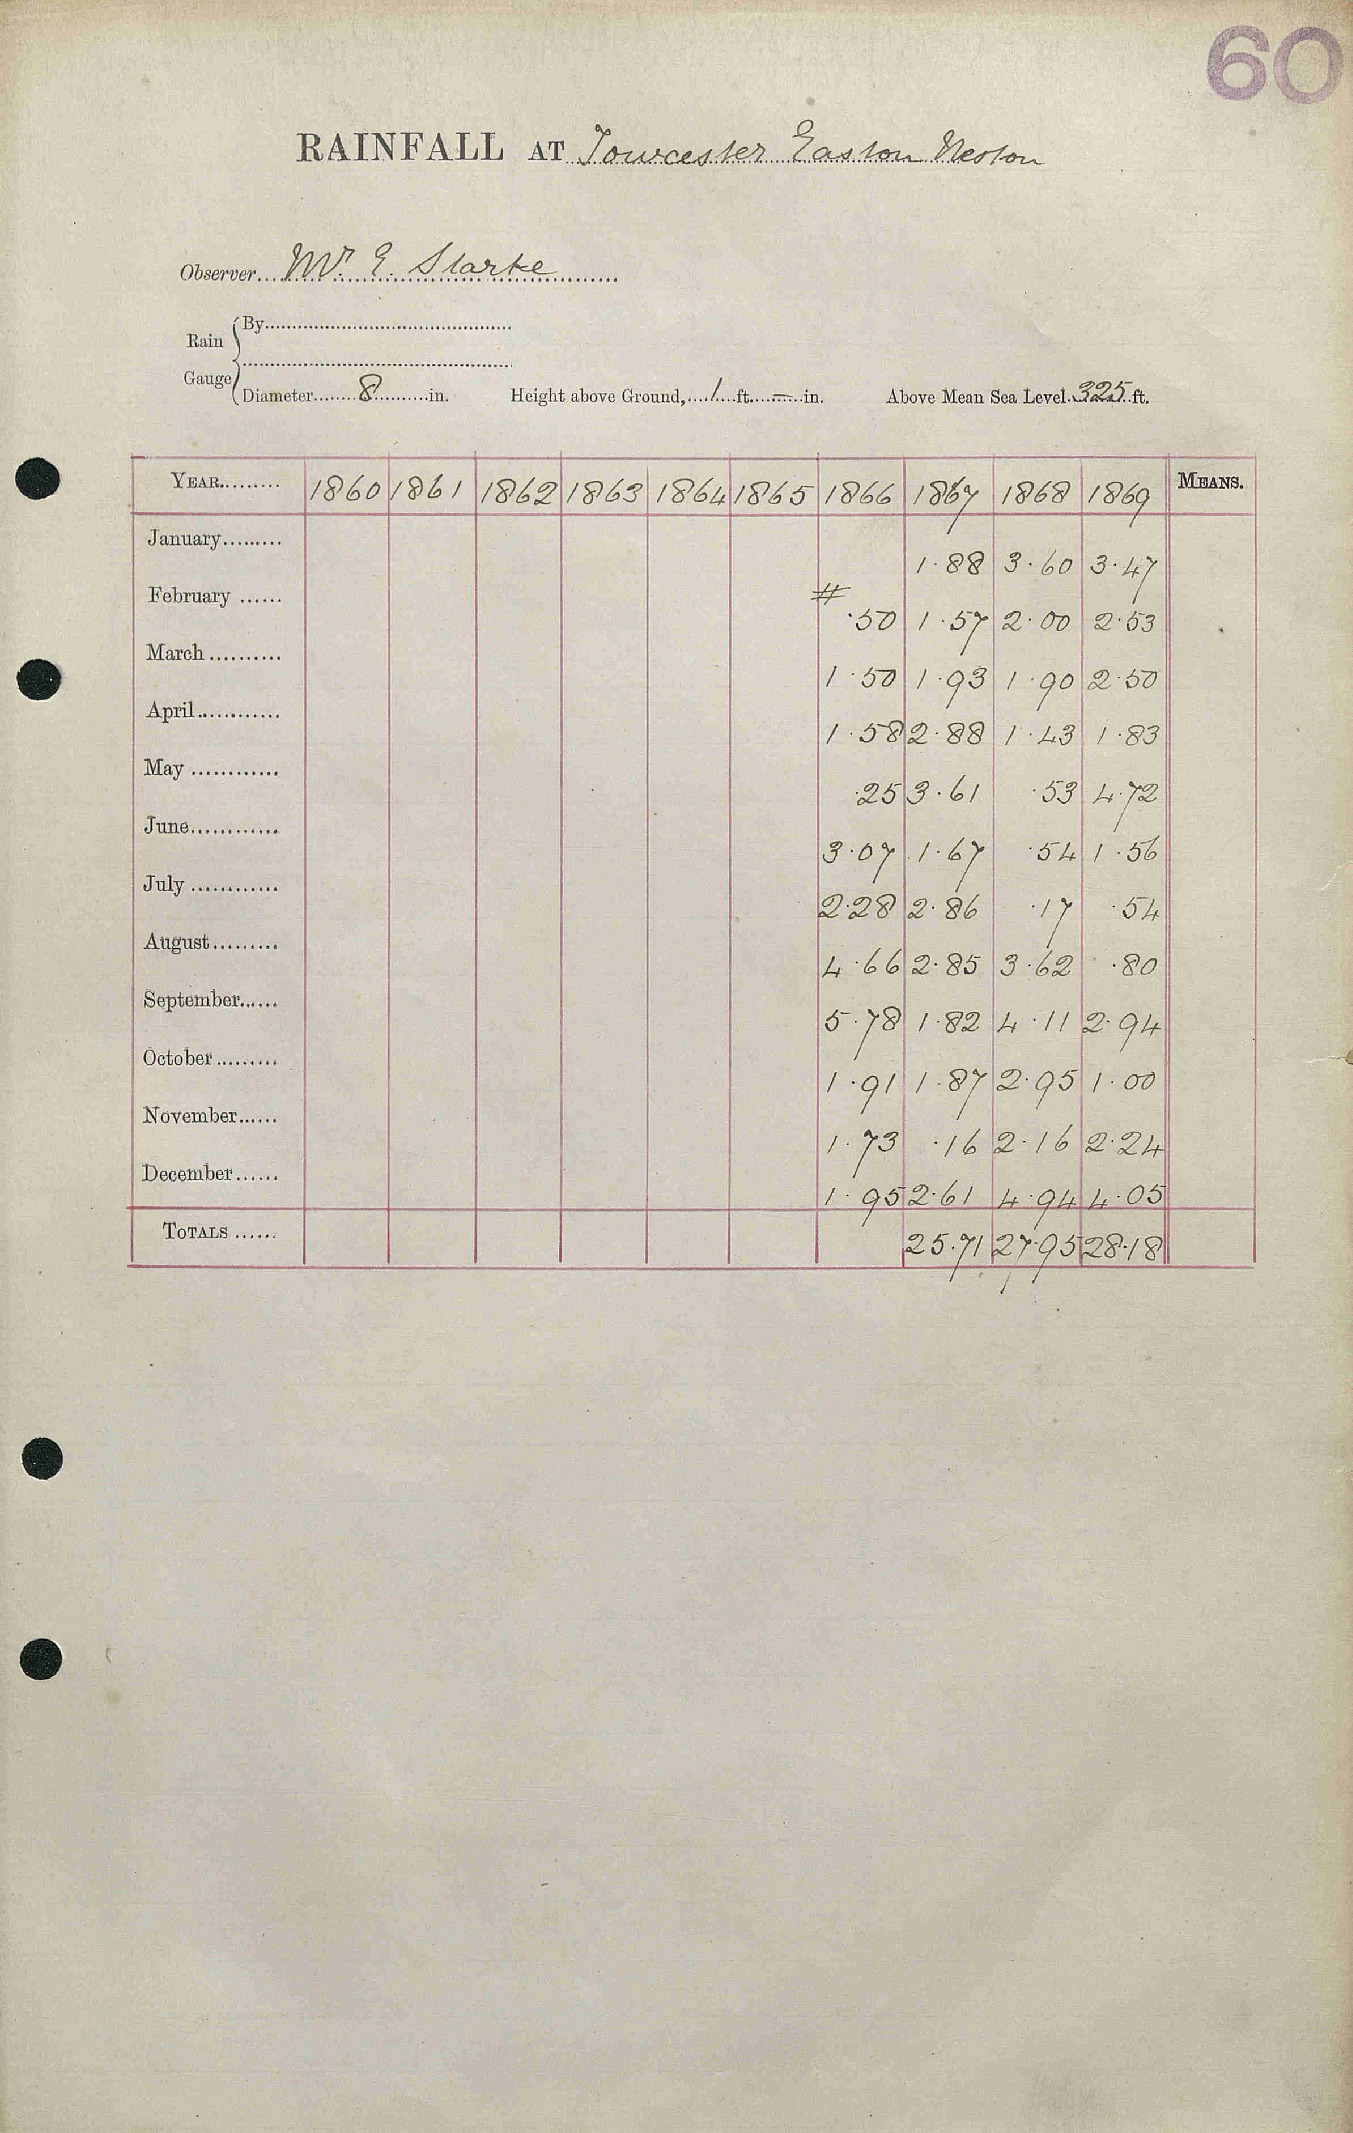 60
RAINFALL AT Towcester Easton Neston
Observer....Mr. E. Starke
Rain Gauge
By
Diameter........8..........in. Height above Ground,....1....ft.....–....in. Above Mean Sea Level..325..ft.
YEAR......... 1860 1861 1862 1863 1864 1865 1866 1867 1868 1869 MEANS.
January......... 1.88 3.60 3.47
February ...... # .50 1.57 2.00 2.53
March.......... 1.50 1.93 1.90 2.50
April............ 1.58 2.88 1.43 1.83
May ............ .25 3.61 .53 4.72
June............ 3.07 1.67 .54 1.56
July ............ 2.28 2.86 .17 .54
August......... 4.66 2.85 3.62 .80
September...... 5.78 1.82 4.11 2.94
October......... 1.91 1.87 2.95 1.00
November...... 1.73 .16 2.16 2.24
December...... 1.95 2.61 4.94 4.05
TOTALS ...... 25.71 27.95 28.18